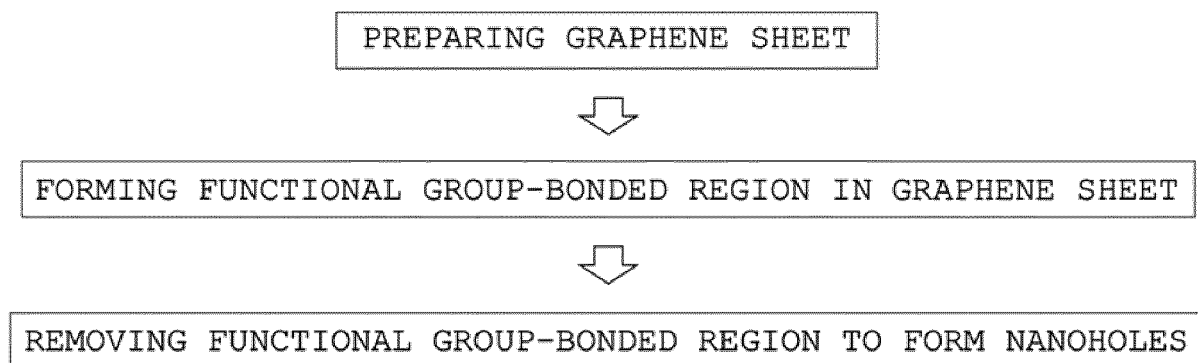 PREPARING GRAPHENE SHEET
FORMING FUNCTIONAL GROUP-BONDED REGION IN GRAPHENE SHEET
REMOVING FUNCTIONAL GROUP-BONDED REGION TO FORM NANOHOLES